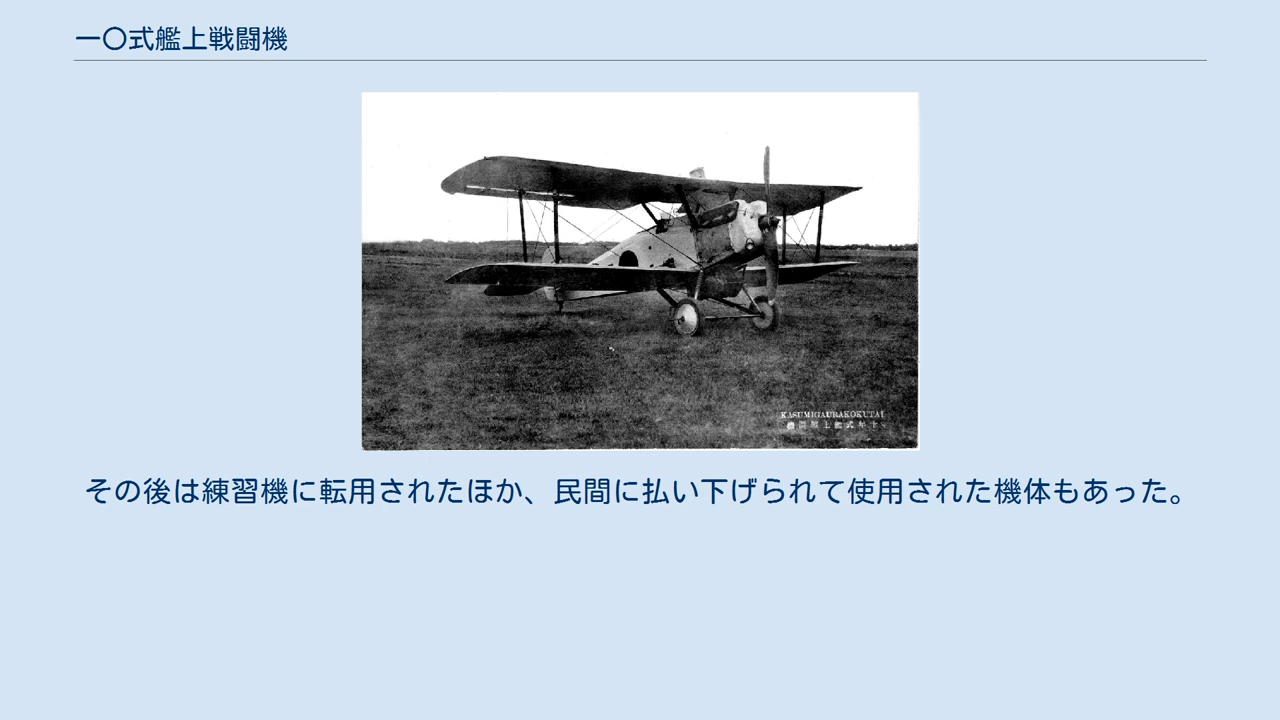 一〇式艦上戦闘機
KASUMIGAURAKOKUTAI
その後は練習機に転用されたほか、民間に払い下げられて使用された機体もあった。